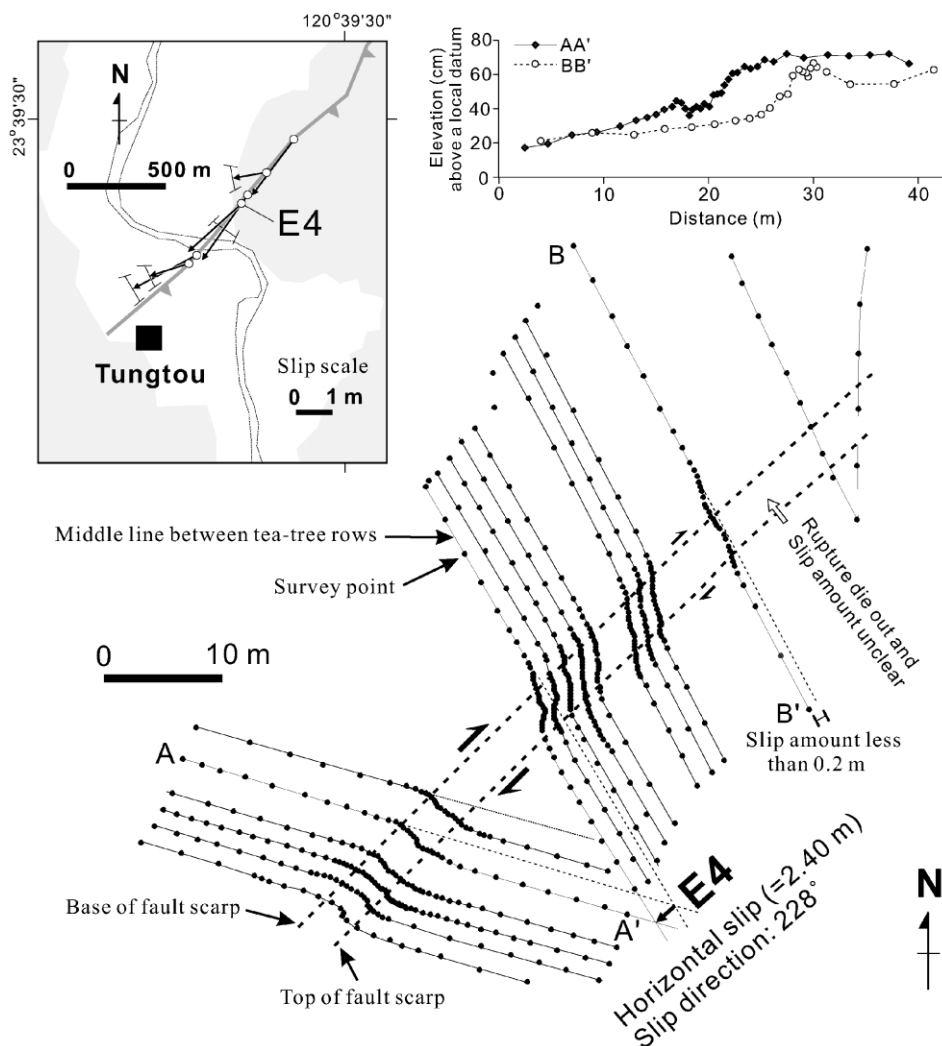 120°39'30"
23°39'30"
N
0 500 m
E4
Tungtou
Slip scale
0 1 m
Elevation (cm)
above a local datum
80
60
40
20
0
AA'
BB'
0 10 20 30 40
Distance (m)
B
Middle line between tea-tree rows
Survey point
Rupture die out and
Slip amount unclear
0 10 m
B'
Slip amount less
than 0.2 m
A
E4
Base of fault scarp
A'
Horizontal slip (=2.40 m)
Slip direction: 228°
N
Top of fault scarp